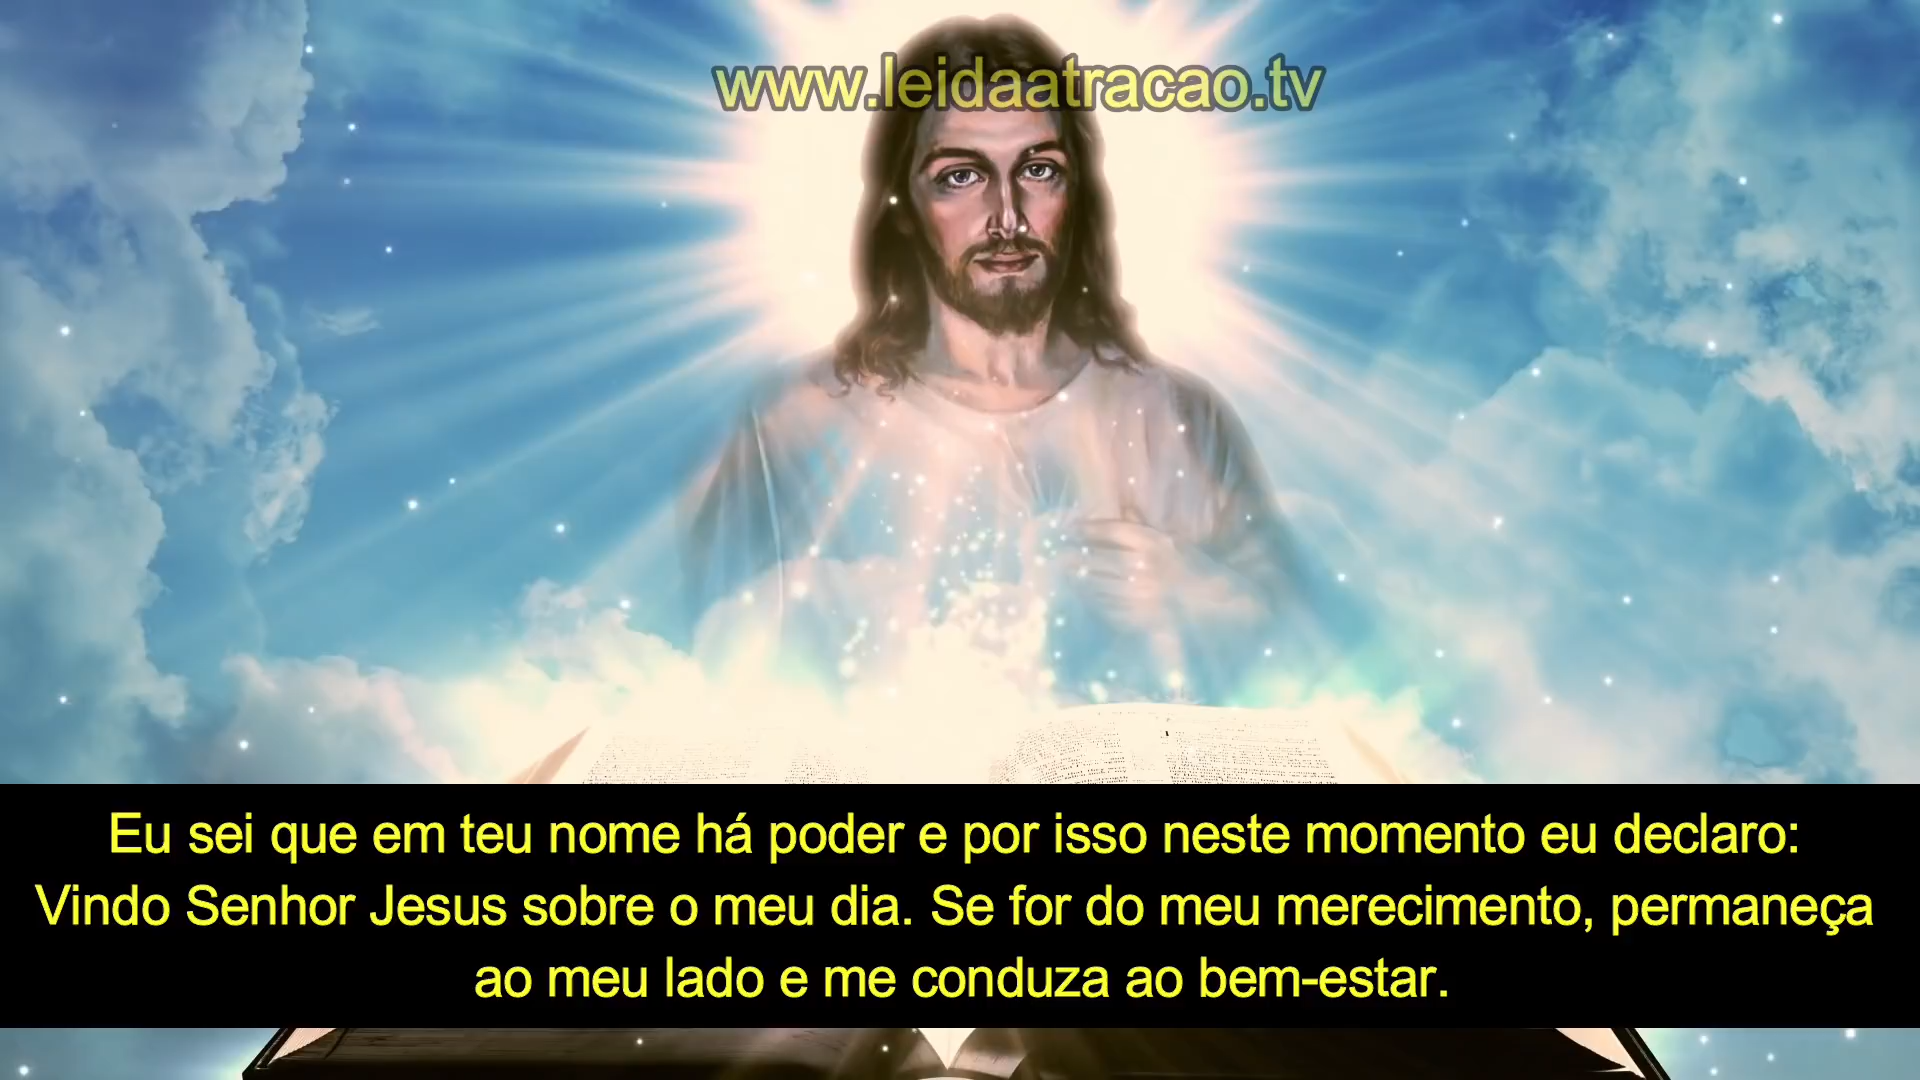 www.leidaatracao.tv
Eu sei que em teu nome há poder e por isso neste momento eu declaro:
Vindo Senhor Jesus sobre o meu dia. Se for do meu merecimento, permaneça
ao meu lado e me conduza ao bem-estar.